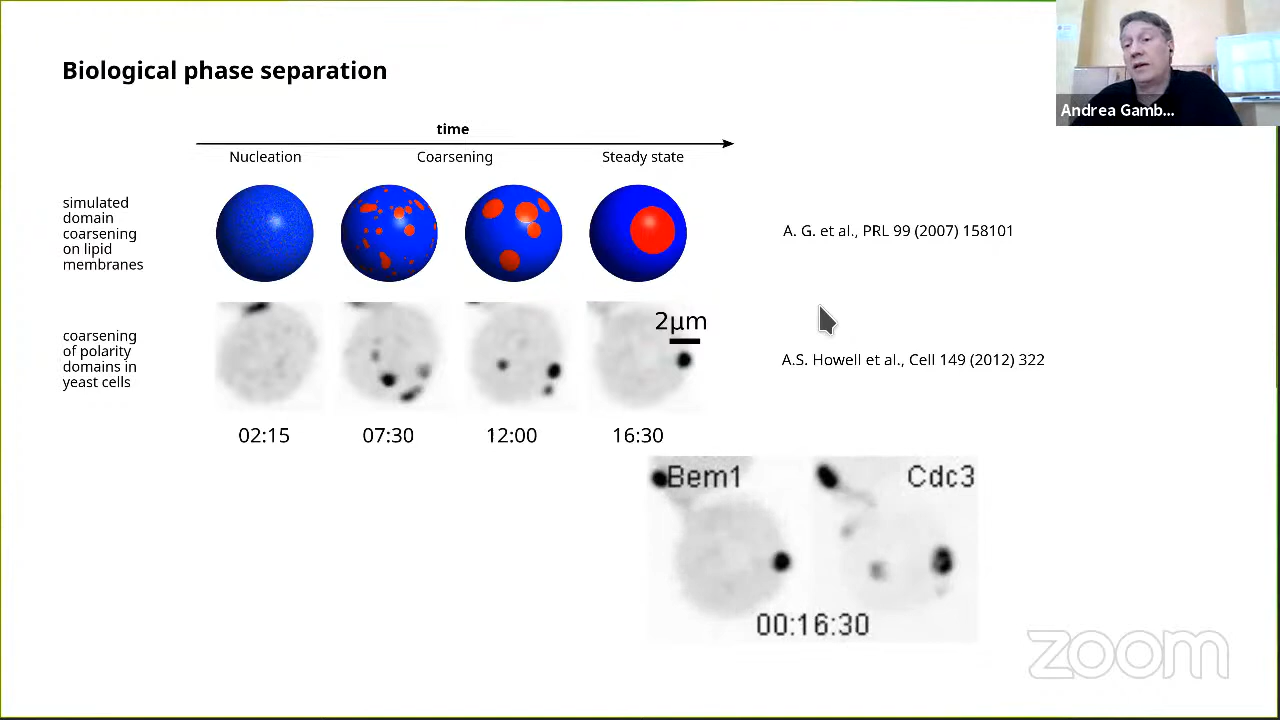 Biological phase separation
Andrea Gamb...
time
Nucleation
Coarsening
Steady state
simulated
domain
coarsening
on lipid
membranes
A. G. et al., PRL 99 (2007) 158101
coarsening
of polarity
domains in
yeast cells
2μm
A.S. Howell et al., Cell 149 (2012) 322
02:15
07:30
12:00
16:30
Bem1
Cdc3
00:16:30
zoom